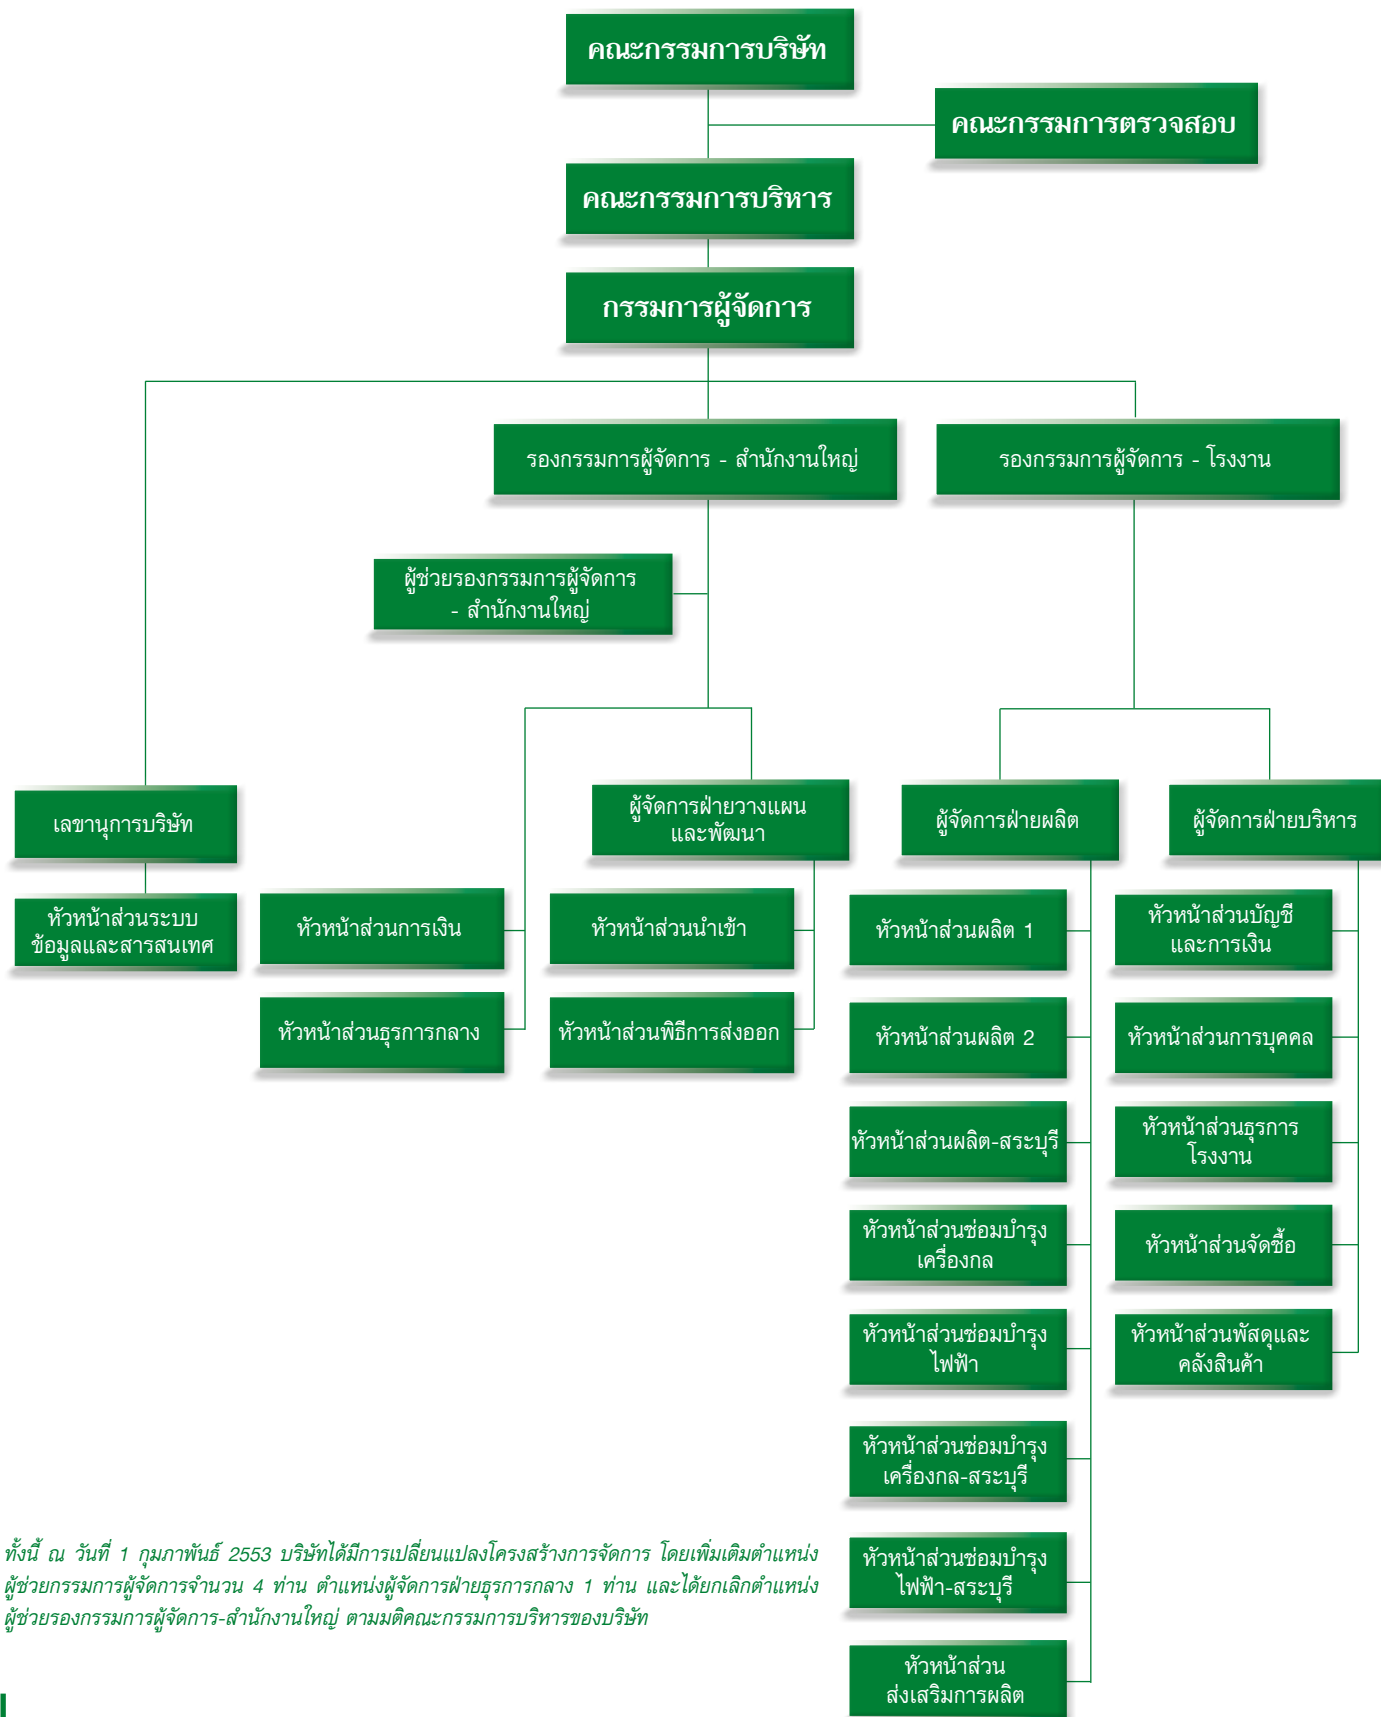 คณะกรรมการบริษัท
คณะกรรมการตรวจสอบ
คณะกรรมการบริหาร
กรรมการผู้จัดการ
รองกรรมการผู้จัดการ - สำนักงานใหญ่
รองกรรมการผู้จัดการ - โรงงาน
ผู้ช่วยรองกรรมการผู้จัดการ
- สำนักงานใหญ่
เลขานุการบริษัท
หัวหน้าส่วนระบบ
ข้อมูลและสารสนเทศ
หัวหน้าส่วนการเงิน
หัวหน้าส่วนธุรการกลาง
ผู้จัดการฝ่ายวางแผน
และพัฒนา
หัวหน้าส่วนนำเข้า
หัวหน้าส่วนพิธีการส่งออก
ผู้จัดการฝ่ายผลิต
หัวหน้าส่วนผลิต 1
หัวหน้าส่วนผลิต 2
หัวหน้าส่วนผลิต-สระบุรี
หัวหน้าส่วนซ่อมบำรุง
เครื่องกล
หัวหน้าส่วนซ่อมบำรุง
ไฟฟ้า
หัวหน้าส่วนซ่อมบำรุง
เครื่องกล-สระบุรี
หัวหน้าส่วนซ่อมบำรุง
ไฟฟ้า-สระบุรี
หัวหน้าส่วน
ส่งเสริมการผลิต
ผู้จัดการฝ่ายบริหาร
หัวหน้าส่วนบัญชี
และการเงิน
หัวหน้าส่วนการบุคคล
หัวหน้าส่วนธุรการ
โรงงาน
หัวหน้าส่วนจัดซื้อ
หัวหน้าส่วนพัสดุและ
คลังสินค้า
ทั้งนี้ ณ วันที่ 1 กุมภาพันธ์ 2553 บริษัทได้มีการเปลี่ยนแปลงโครงสร้างการจัดการ โดยเพิ่มเติมตำแหน่ง
ผู้ช่วยกรรมการผู้จัดการจำนวน 4 ท่าน ตำแหน่งผู้จัดการฝ่ายธุรการกลาง 1 ท่าน และได้ยกเลิกตำแหน่ง
ผู้ช่วยรองกรรมการผู้จัดการ-สำนักงานใหญ่ ตามมติคณะกรรมการบริหารของบริษัท